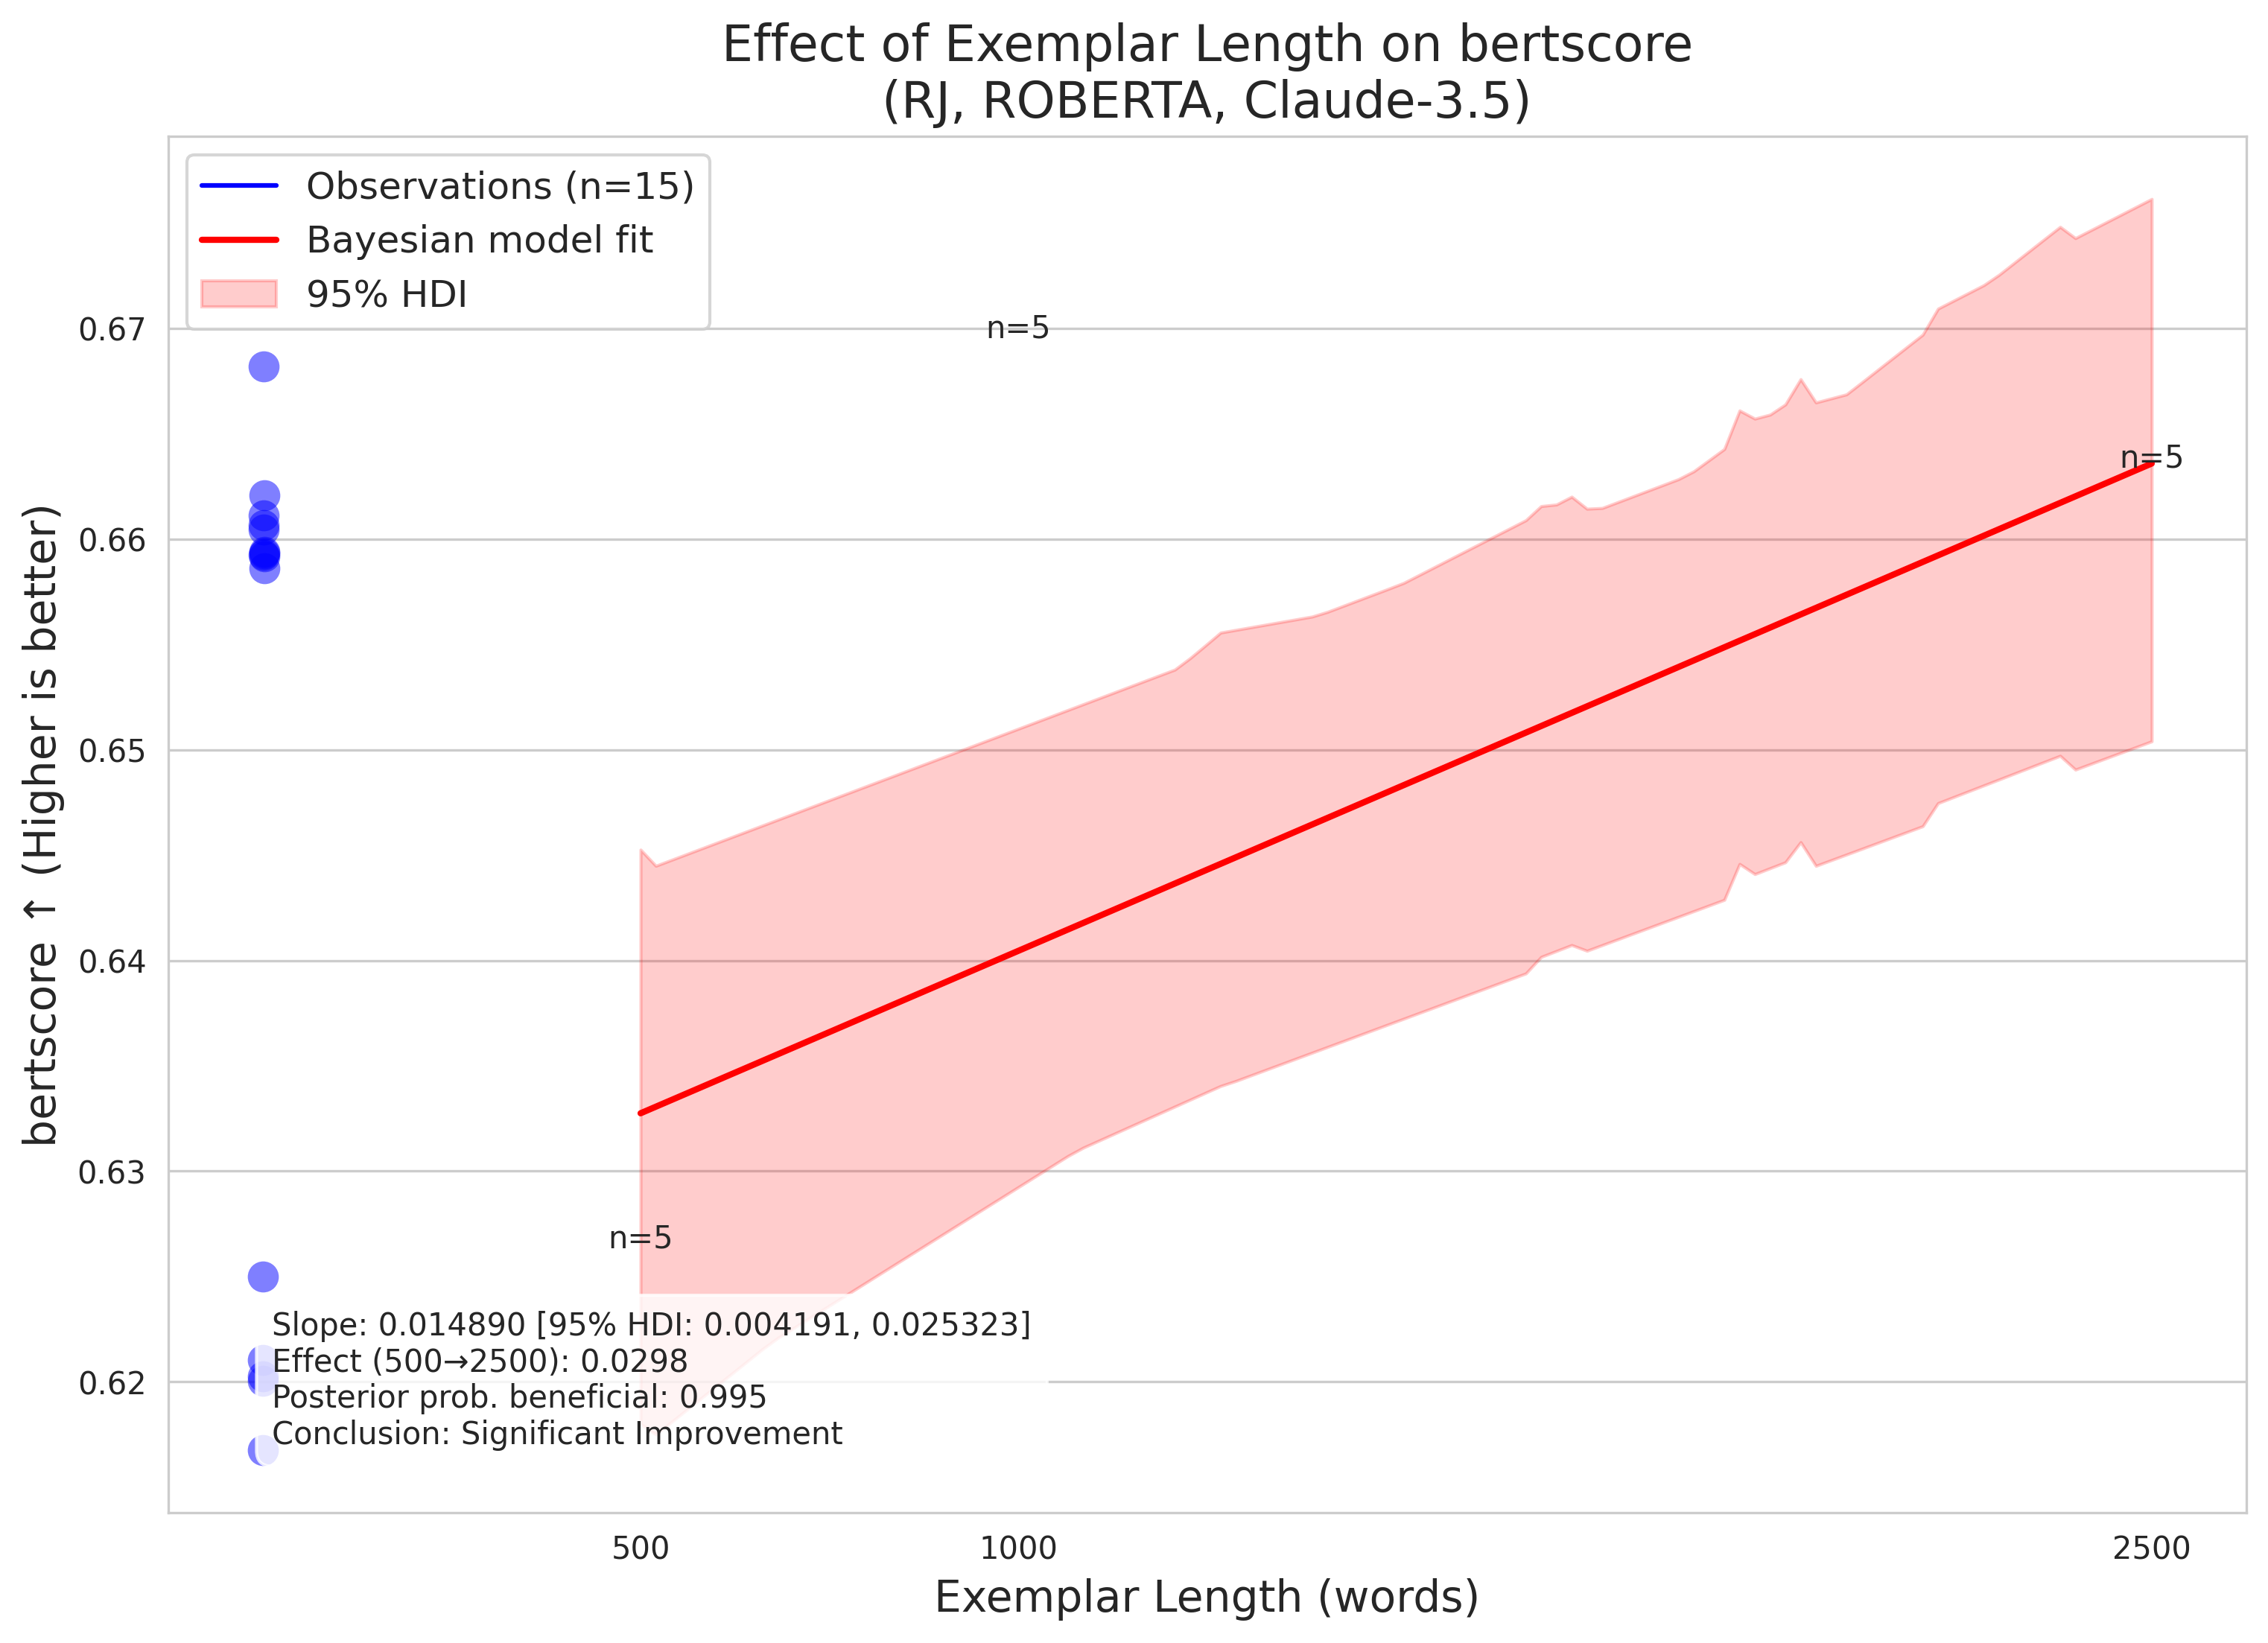 Effect of Exemplar Length on bertscore
(RJ, ROBERTA, Claude-3.5)
Observations (n=15)
Bayesian model fit
95% HDI
bertscore ↑ (Higher is better)
0.67
0.66
0.65
0.64
0.63
0.62
n=5
n=5
n=5
Slope: 0.014890 [95% HDI: 0.004191, 0.025323]
Effect (500→2500): 0.0298
Posterior prob. beneficial: 0.995
Conclusion: Significant Improvement
500
1000
2500
Exemplar Length (words)